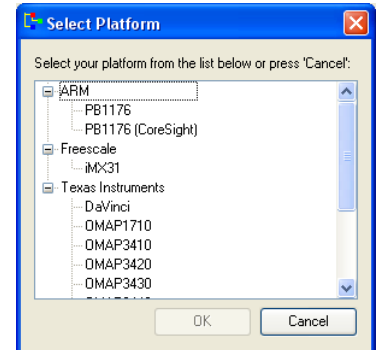 Select Platform
Select your platform from the list below or press 'Cancel':
ARM
PB1176
PB1176 (CoreSight)
Freescale
iMX31
Texas Instruments
DaVinci
OMAP1710
OMAP3410
OMAP3420
OMAP3430
OK
Cancel